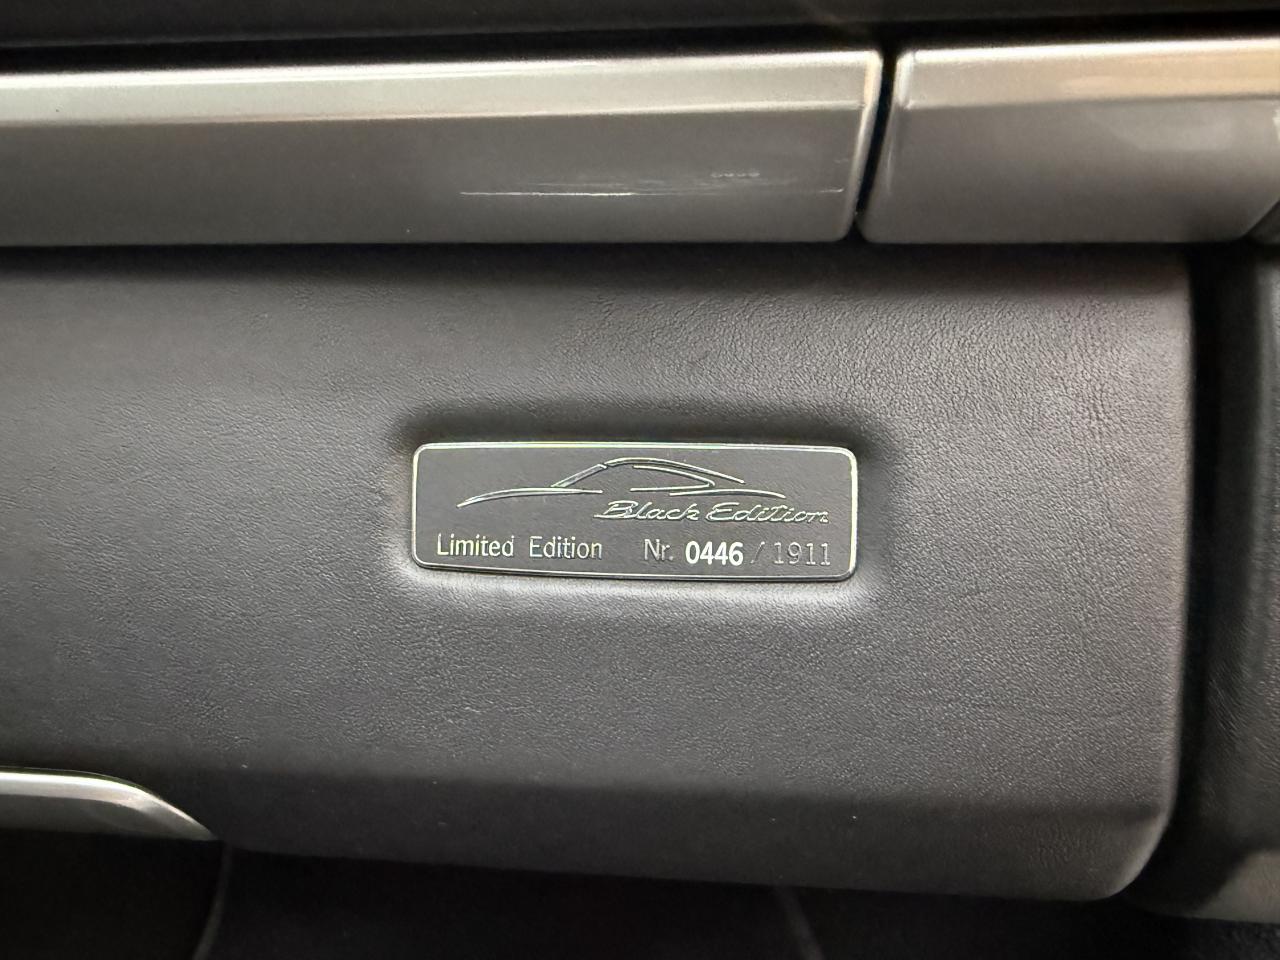 Black Edition
Limited Edition Nr. 0446 / 1911